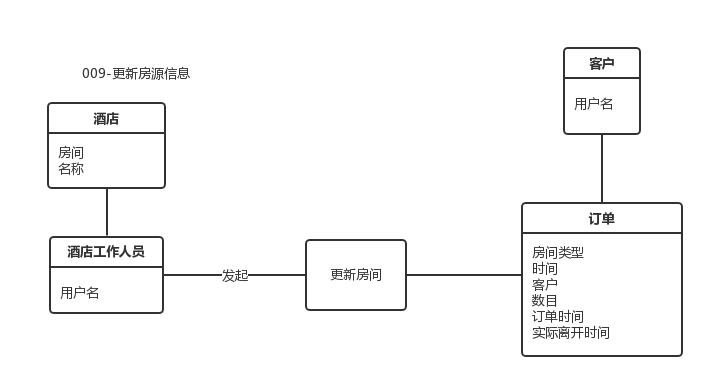 009-更新房源信息
酒店
房间
名称
酒店工作人员
用户名
发起
更新房间
客户
用户名
订单
房间类型
时间
客户
数目
订单时间
实际离开时间